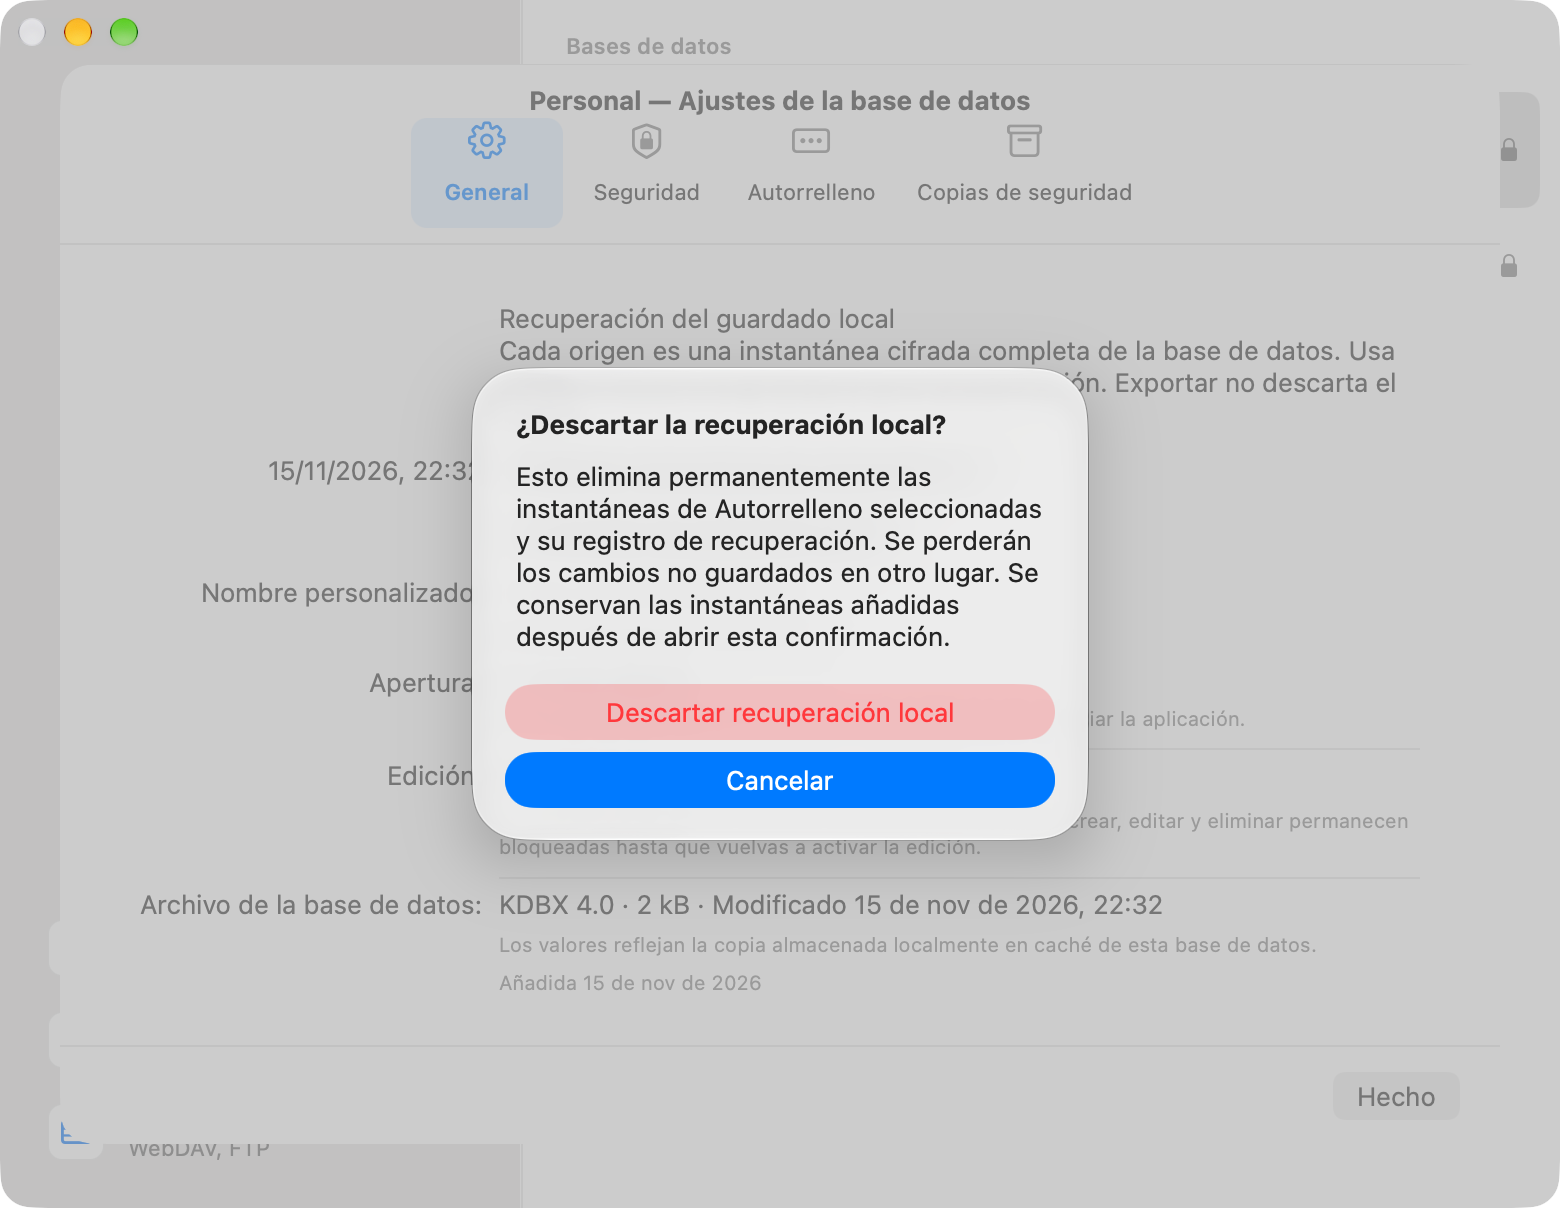 Bases de datos
Personal — Ajustes de la base de datos
General
Seguridad
Autorrelleno
Copias de seguridad
Recuperación del guardado local
Cada origen es una instantánea cifrada completa de la base de datos. Usa
Exportar no descarta el
¿Descartar la recuperación local?
Esto elimina permanentemente las
instantáneas de Autorrelleno seleccionadas
y su registro de recuperación. Se perderán
los cambios no guardados en otro lugar. Se
conservan las instantáneas añadidas
después de abrir esta confirmación.
Descartar recuperación local
Cancelar
15/11/2026, 22:32
Nombre personalizado
Apertura
la aplicación.
Edición
crear, editar y eliminar permanecen
bloqueadas hasta que vuelvas a activar la edición.
Archivo de la base de datos:
KDBX 4.0 · 2 kB · Modificado 15 de nov de 2026, 22:32
Los valores reflejan la copia almacenada localmente en caché de esta base de datos.
Añadida 15 de nov de 2026
Hecho
WebDAV, FTP